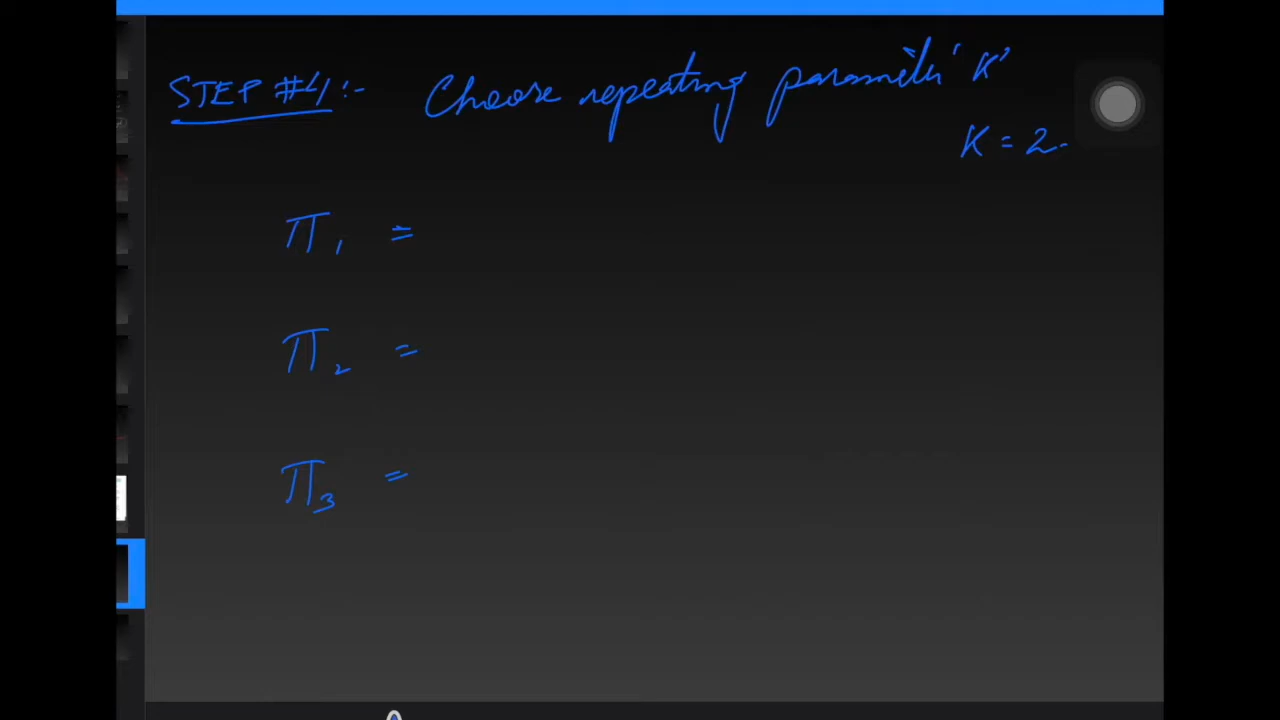 STEP #4 :- Choose repeating parameter 'K'
K = 2
π₁ =
π₂ =
π₃ =